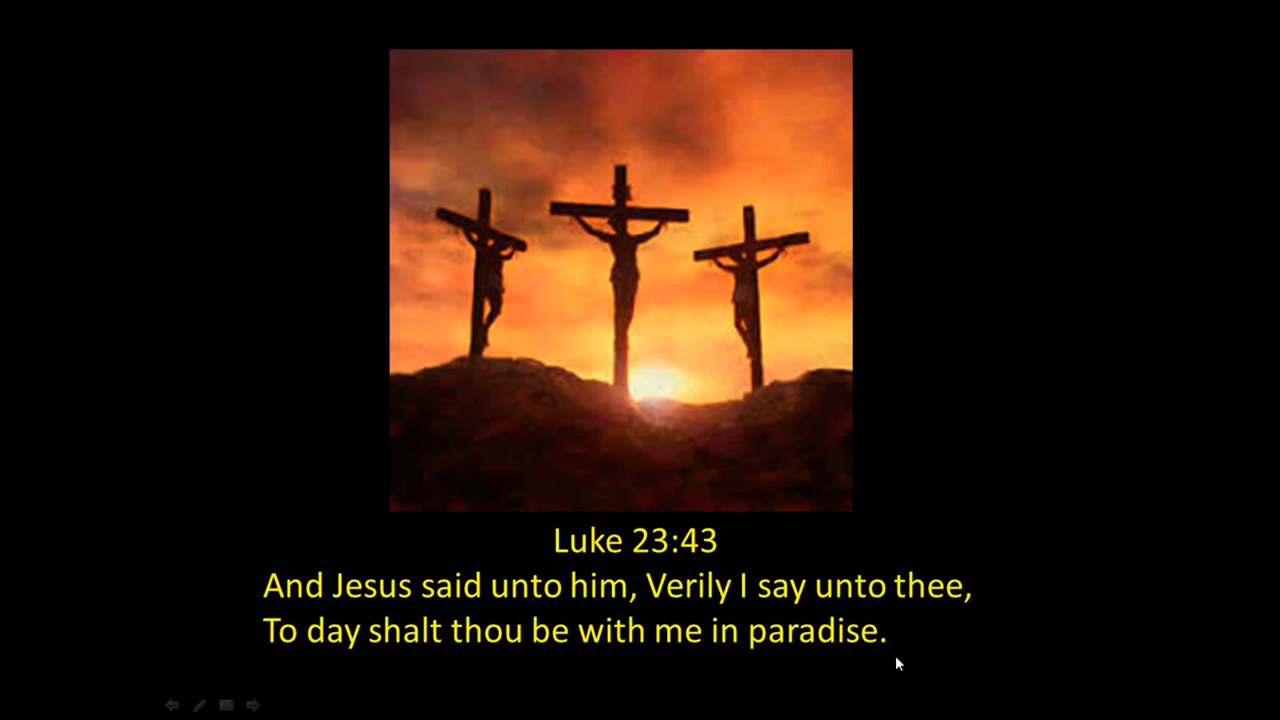 Luke 23:43
And Jesus said unto him, Verily I say unto thee,
To day shalt thou be with me in paradise.